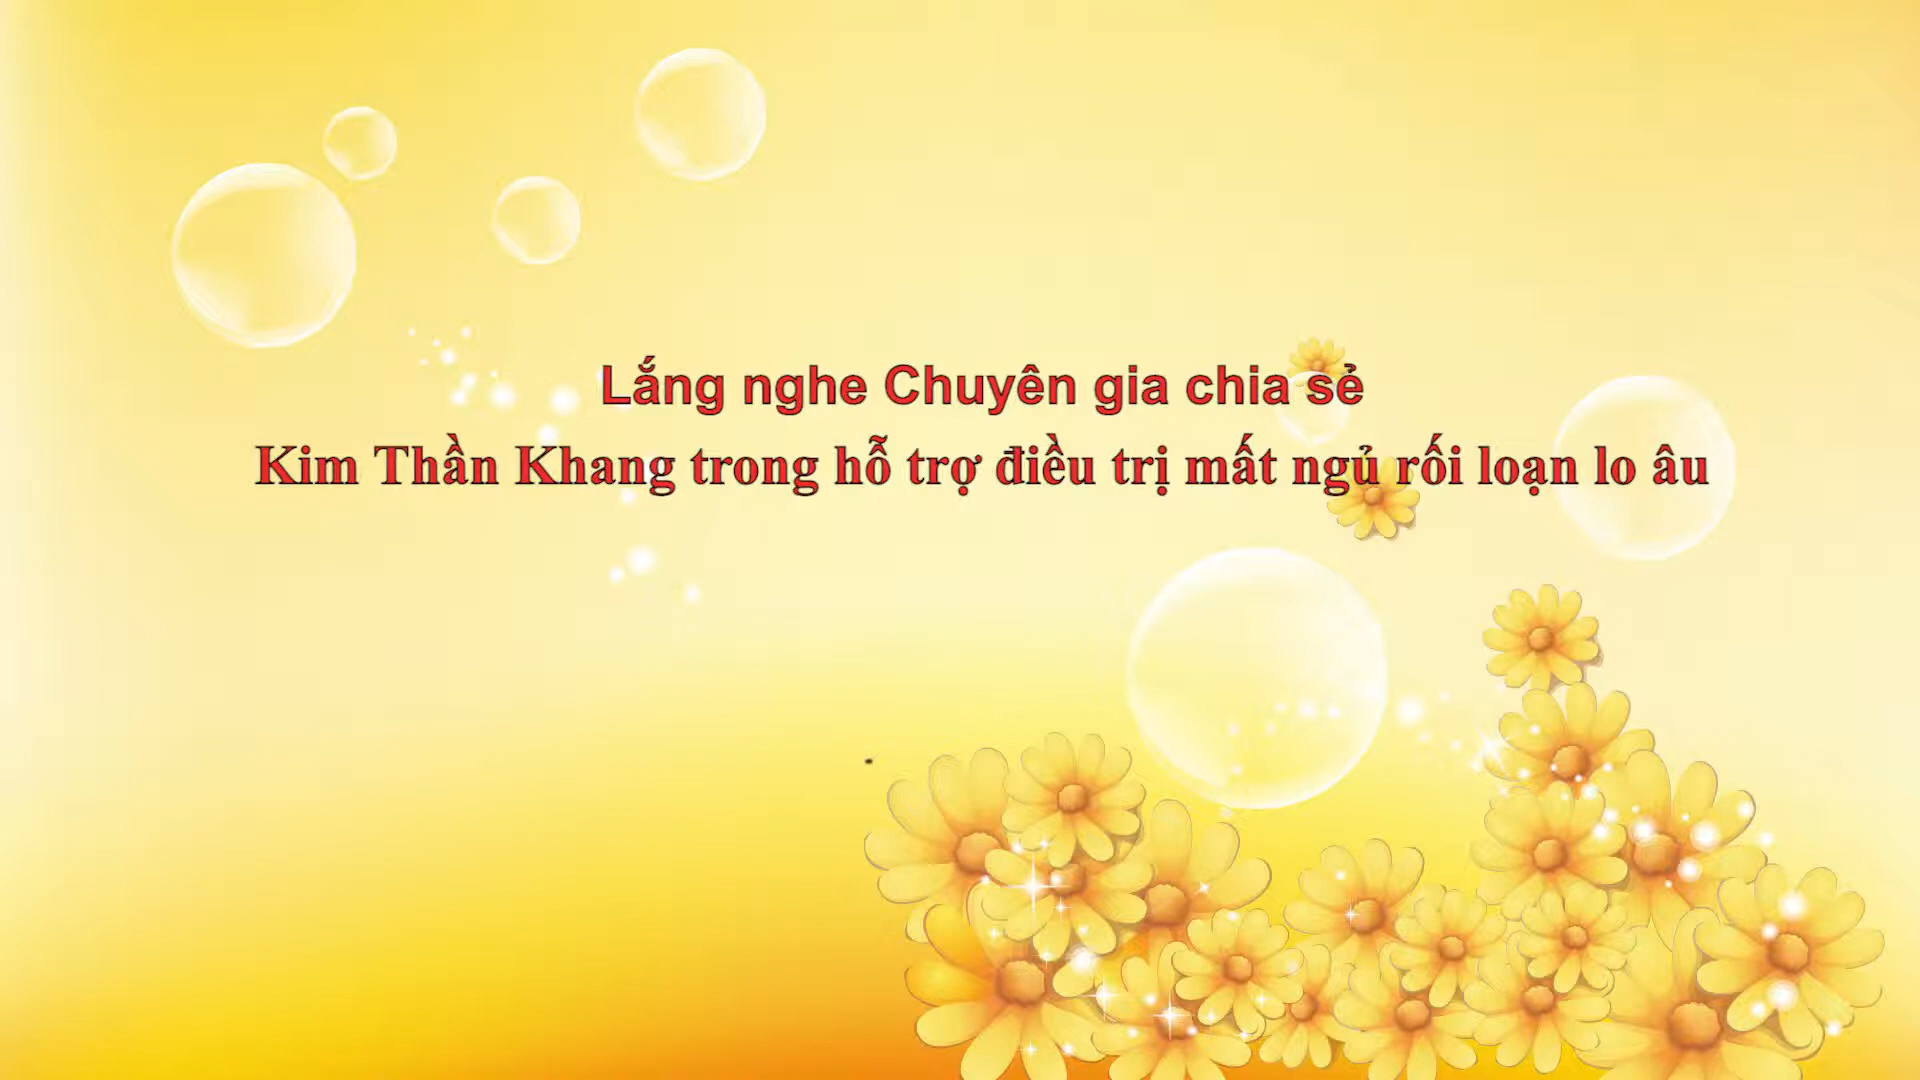 Lắng nghe Chuyên gia chia sẻ
Kim Thần Khang trong hỗ trợ điều trị mất ngủ rối loạn lo âu